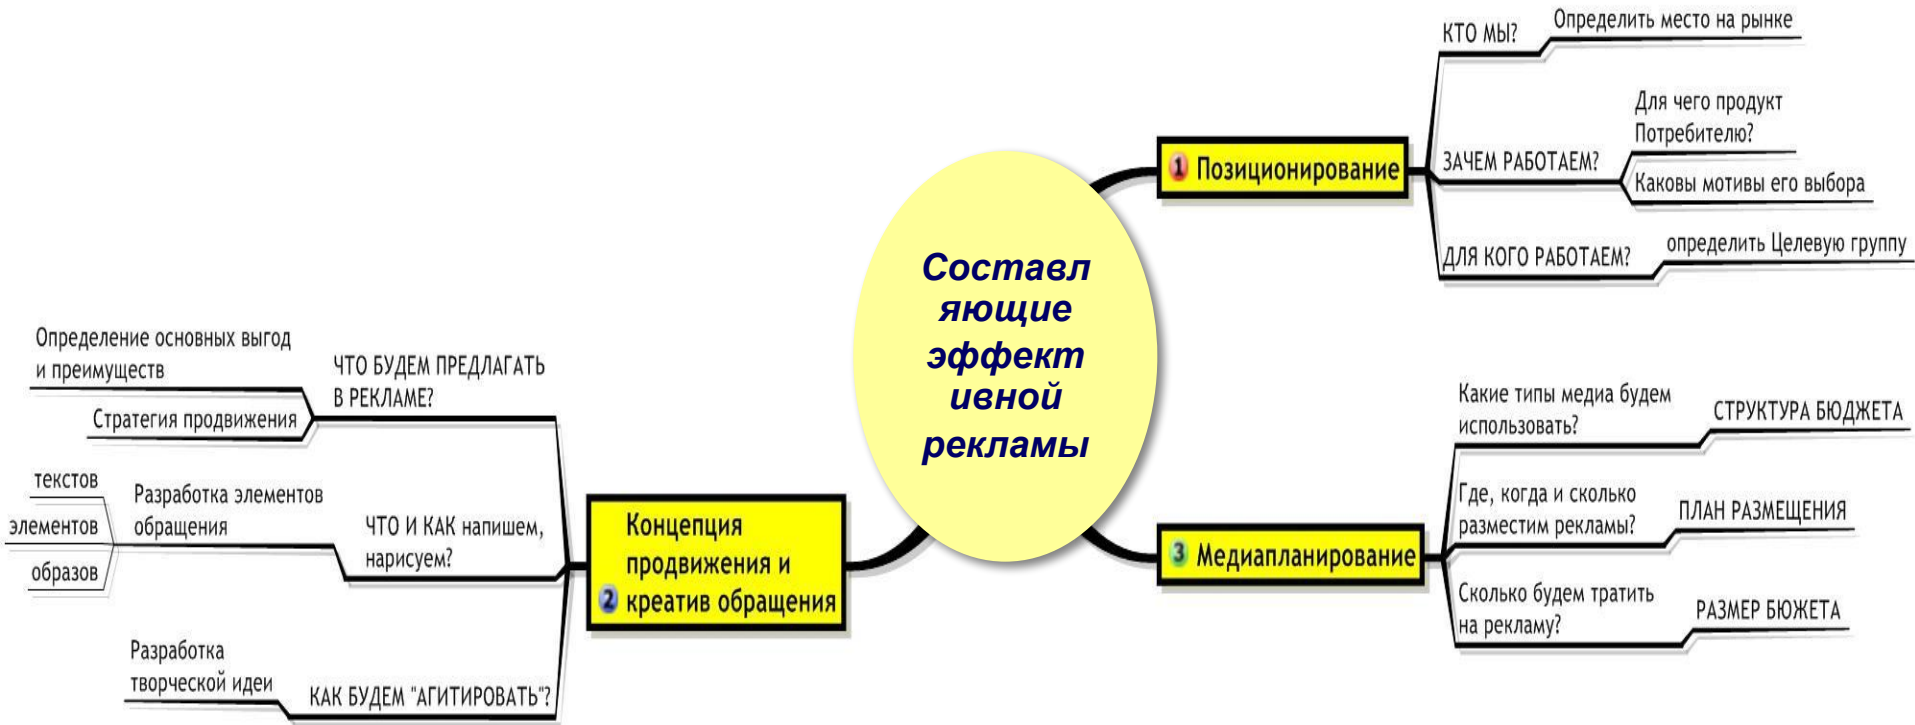 Составл
яющие
эффект
ивной
рекламы
1 Позиционирование
КТО МЫ?
Определить место на рынке
ЗАЧЕМ РАБОТАЕМ?
Для чего продукт
Потребителю?
Каковы мотивы его выбора
ДЛЯ КОГО РАБОТАЕМ?
определить Целевую группу
Концепция
продвижения и
2 креатив обращения
ЧТО БУДЕМ ПРЕДЛАГАТЬ
В РЕКЛАМЕ?
Определение основных выгод
и преимуществ
Стратегия продвижения
ЧТО И КАК напишем,
нарисуем?
Разработка элементов
обращения
текстов
элементов
образов
КАК БУДЕМ "АГИТИРОВАТЬ"?
Разработка
творческой идеи
3 Медиапланирование
Какие типы медиа будем
использовать?
СТРУКТУРА БЮДЖЕТА
Где, когда и сколько
разместим рекламы?
ПЛАН РАЗМЕЩЕНИЯ
Сколько будем тратить
на рекламу?
РАЗМЕР БЮЖЕТА